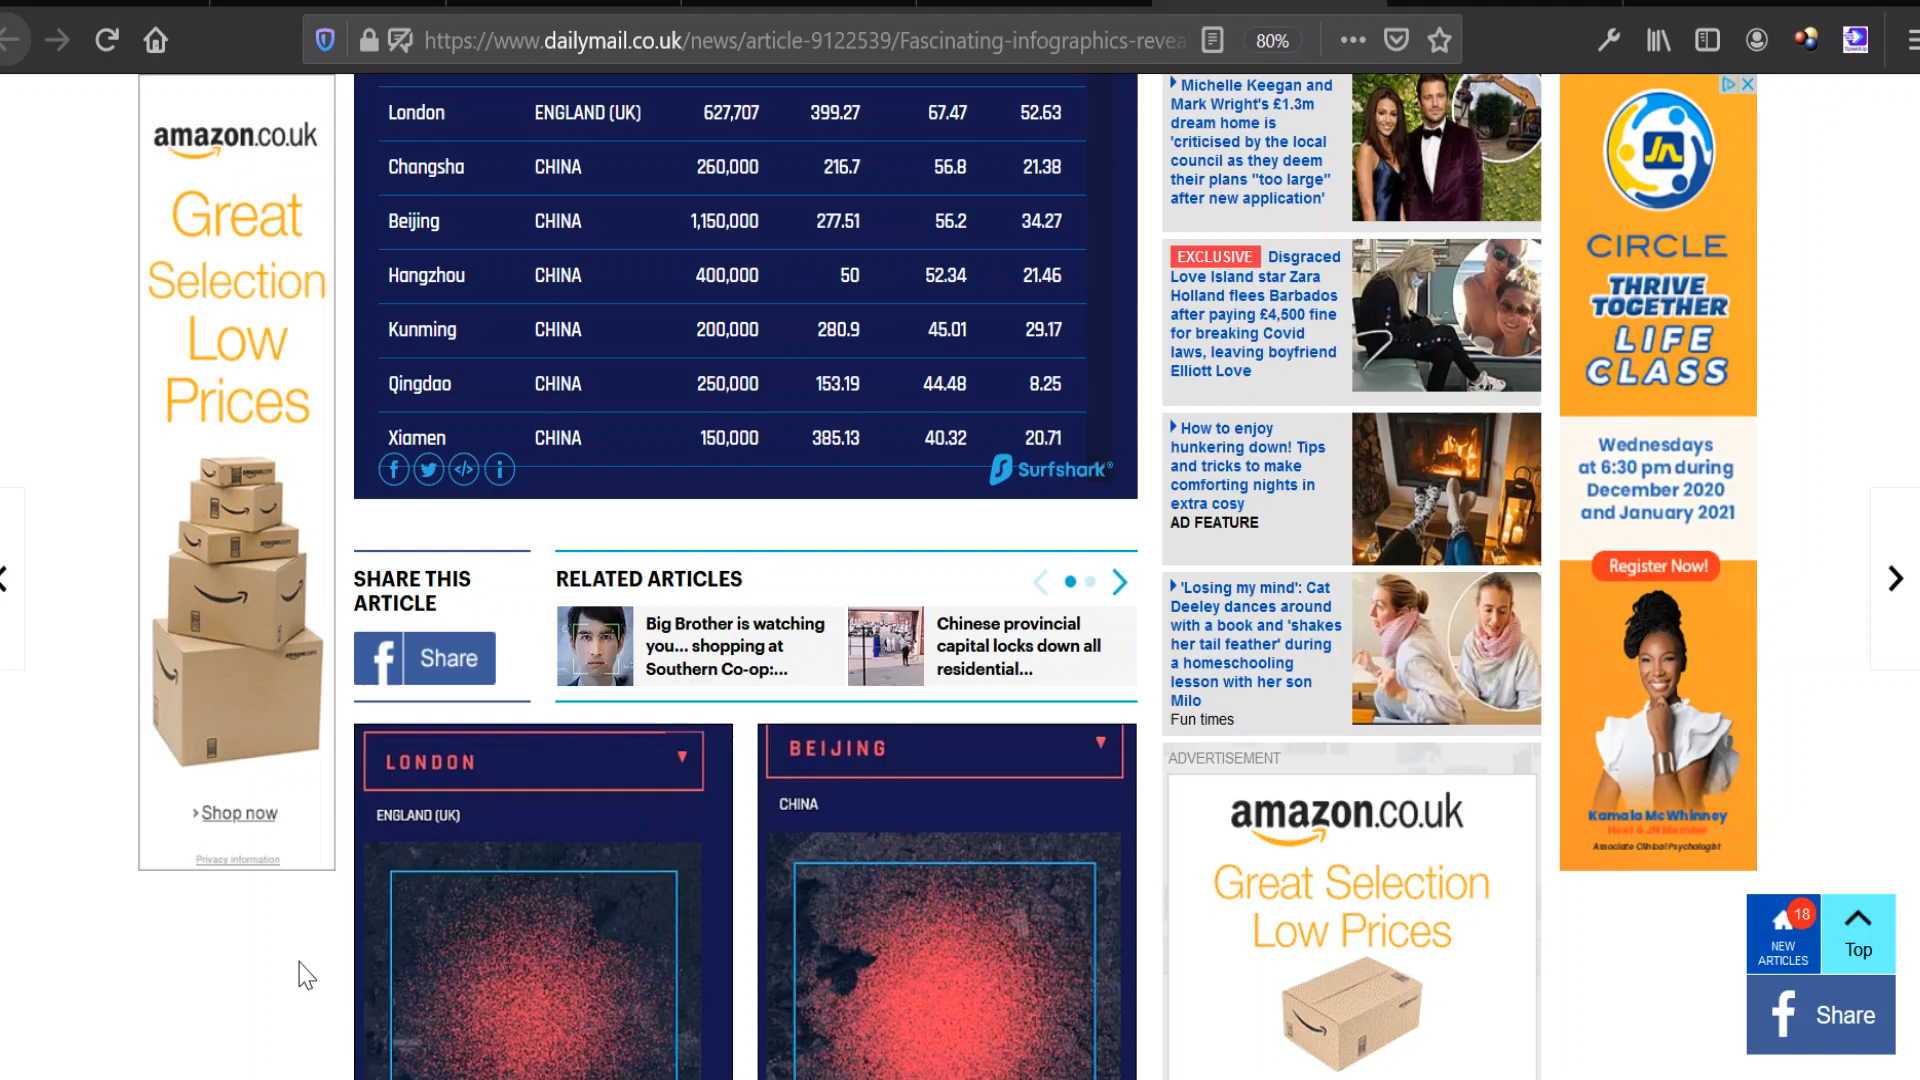 https://www.dailymail.co.uk/news/article-9122539/Fascinating-infographics-revea
80%
amazon.co.uk
Great
Selection
Low
Prices
Shop now
Privacy information
London ENGLAND (UK) 627,707 399.27 67.47 52.63
Changsha CHINA 260,000 216.7 56.8 21.38
Beijing CHINA 1,150,000 277.51 56.2 34.27
Hangzhou CHINA 400,000 50 52.34 21.46
Kunming CHINA 200,000 280.9 45.01 29.17
Qingdao CHINA 250,000 153.19 44.48 8.25
Xiamen CHINA 150,000 385.13 40.32 20.71
Surfshark®
SHARE THIS
ARTICLE
Share
RELATED ARTICLES
Big Brother is watching
you... shopping at
Southern Co-op:...
Chinese provincial
capital locks down all
residential...
LONDON
ENGLAND (UK)
BEIJING
CHINA
Michelle Keegan and
Mark Wright's £1.3m
dream home is
'criticised by the local
council as they deem
their plans "too large"
after new application'
EXCLUSIVE Disgraced
Love Island star Zara
Holland flees Barbados
after paying £4,500 fine
for breaking Covid
laws, leaving boyfriend
Elliott Love
How to enjoy
hunkering down! Tips
and tricks to make
comforting nights in
extra cosy
AD FEATURE
'Losing my mind': Cat
Deeley dances around
with a book and 'shakes
her tail feather' during
a homeschooling
lesson with her son
Milo
Fun times
ADVERTISEMENT
amazon.co.uk
Great Selection
Low Prices
JN
CIRCLE
THRIVE
TOGETHER
LIFE
CLASS
Wednesdays
at 6:30 pm during
December 2020
and January 2021
Register Now!
Kamala McWhinney
Host & JN Member
Associate Clinical Psychologist
18
NEW
ARTICLES
Top
Share